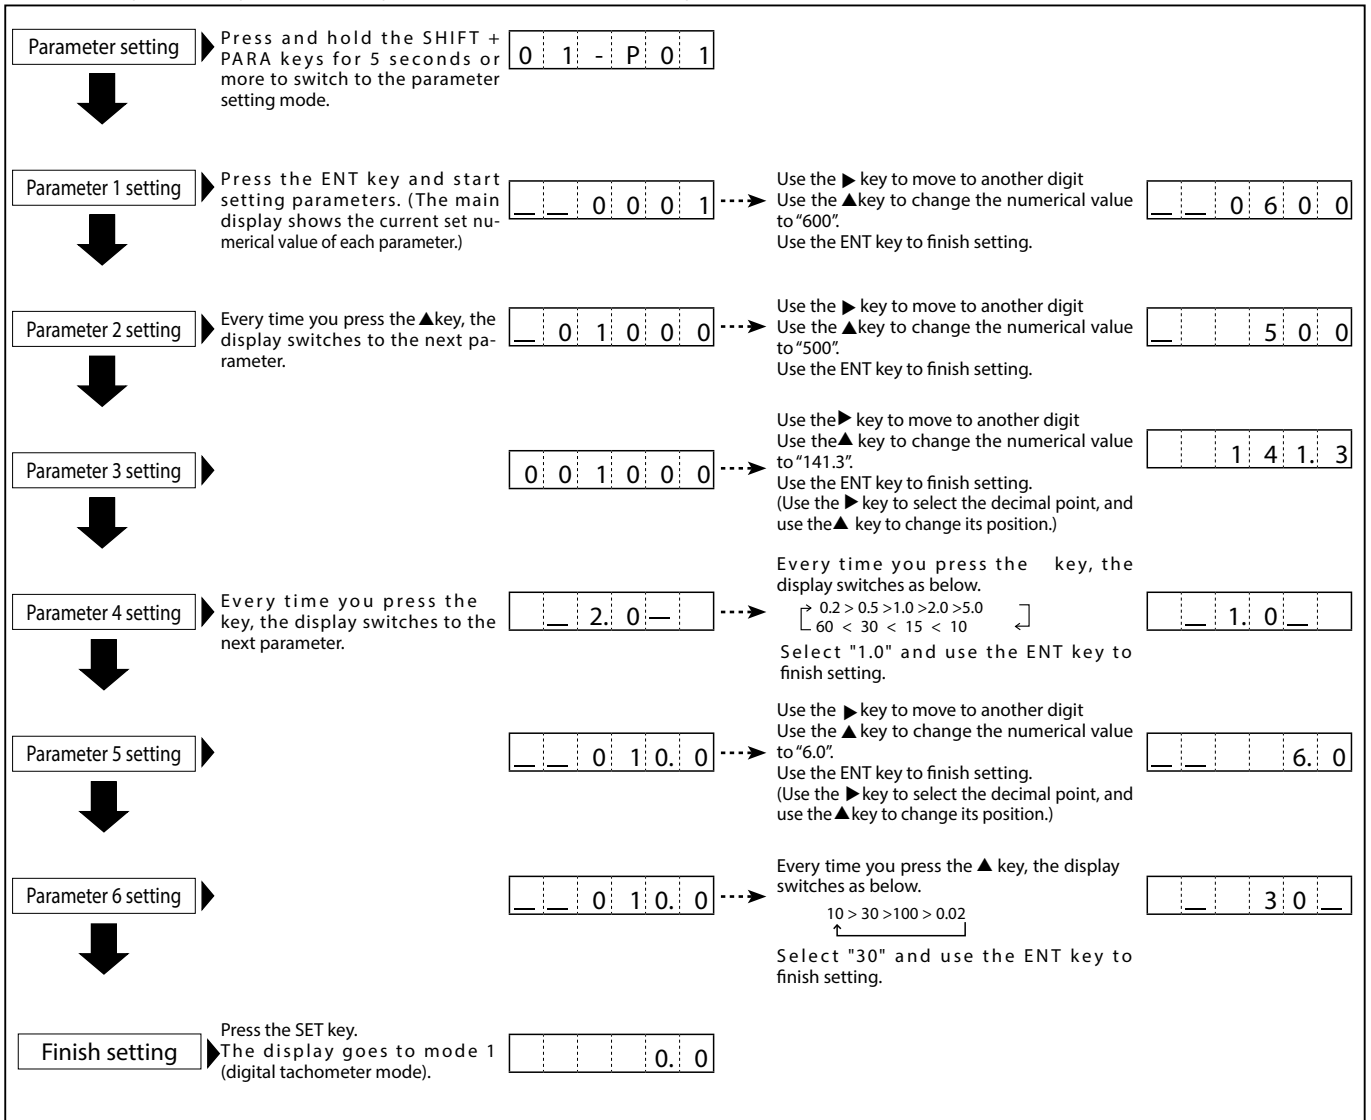 Parameter setting
Press and hold the SHIFT +
PARA keys for 5 seconds or
more to switch to the parameter
setting mode.
0 1 - P 0 1
Parameter 1 setting
Press the ENT key and start
setting parameters. (The main
display shows the current set nu-
merical value of each parameter.)
_ _ 0 0 0 1
Use the ▶ key to move to another digit
Use the ▲key to change the numerical value
to "600".
Use the ENT key to finish setting.
_ _ 0 6 0 0
Parameter 2 setting
Every time you press the ▲key, the
display switches to the next pa-
rameter.
_ 0 1 0 0 0
Use the ▶ key to move to another digit
Use the ▲key to change the numerical value
to "500".
Use the ENT key to finish setting.
_ 5 0 0
Parameter 3 setting
0 0 1 0 0 0
Use the▶ key to move to another digit
Use the▲ key to change the numerical value
to "141.3".
Use the ENT key to finish setting.
(Use the ▶ key to select the decimal point, and
use the▲ key to change its position.)
1 4 1. 3
Parameter 4 setting
Every time you press the
key, the display switches to the
next parameter.
_ 2. 0 —
Every time you press the key, the
display switches as below.
0.2 > 0.5 >1.0 >2.0 >5.0
60 < 30 < 15 < 10
Select "1.0" and use the ENT key to
finish setting.
_ 1. 0 _
Parameter 5 setting
_ _ 0 1 0. 0
Use the ▶ key to move to another digit
Use the ▲ key to change the numerical value
to "6.0".
Use the ENT key to finish setting.
(Use the ▶key to select the decimal point, and
use the▲key to change its position.)
_ _ 6. 0
Parameter 6 setting
_ _ 0 1 0. 0
Every time you press the ▲ key, the display
switches as below.
10 > 30 >100 > 0.02
Select "30" and use the ENT key to
finish setting.
_ 3 0 _
Finish setting
Press the SET key.
The display goes to mode 1
(digital tachometer mode).
0. 0